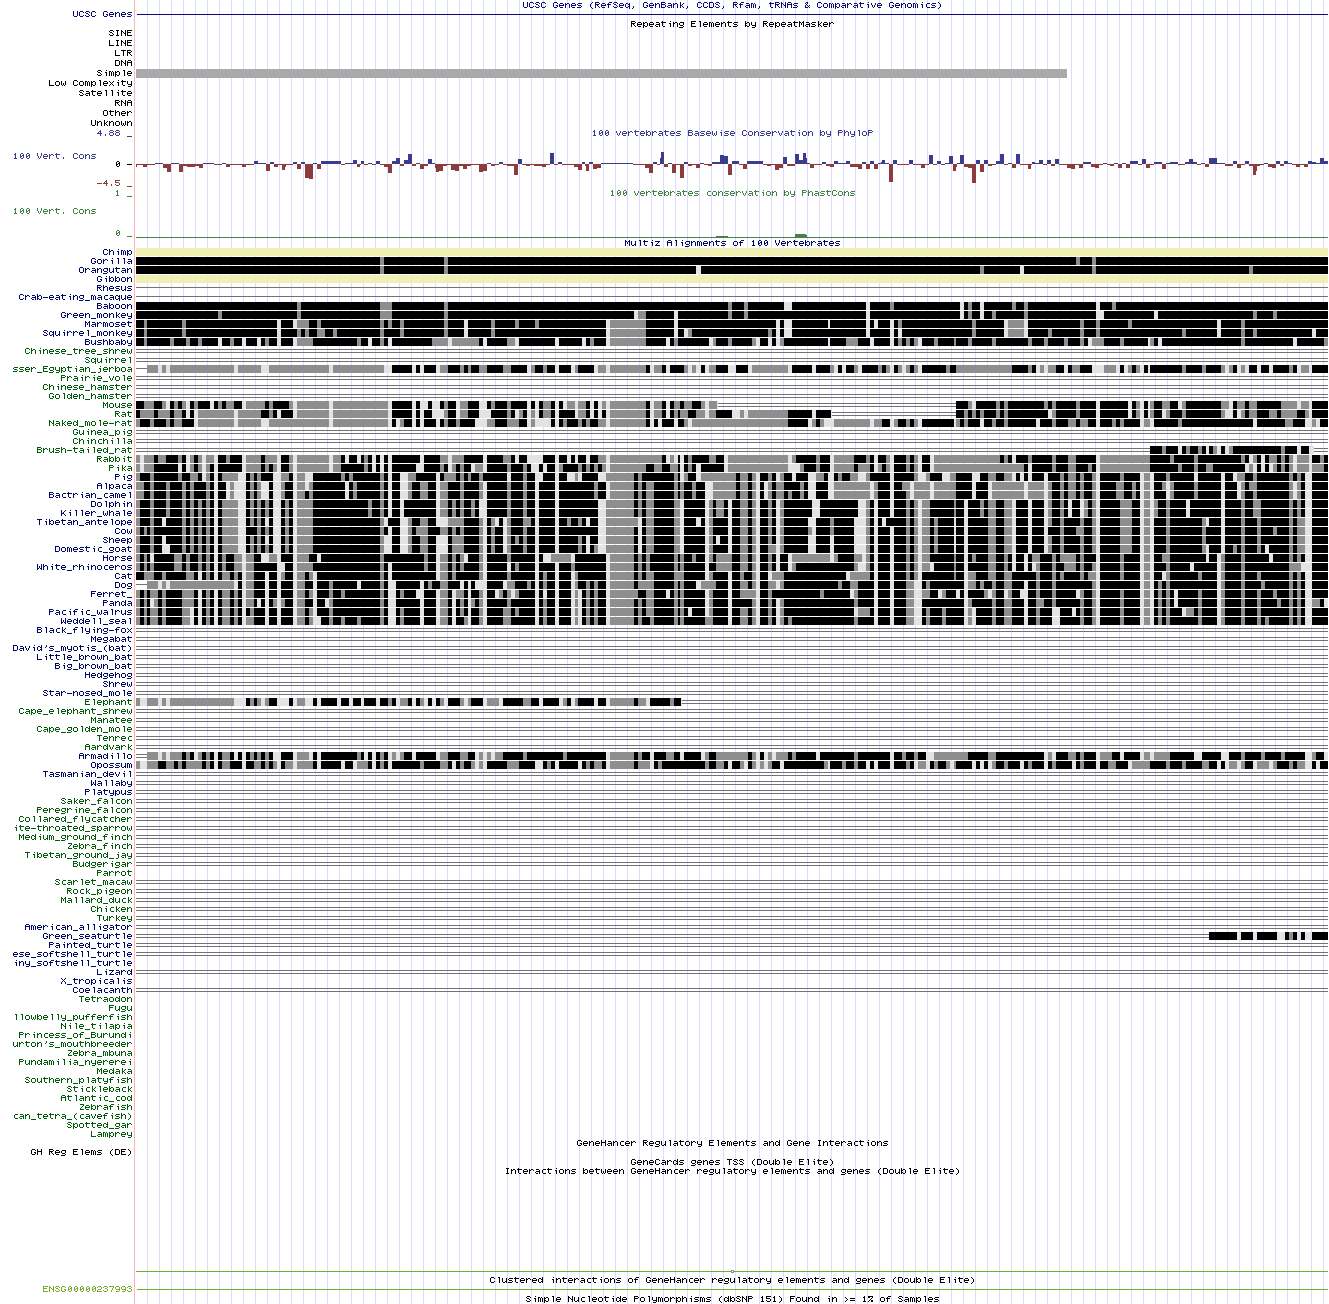 UCSC Genes (RefSeq, GenBank, CCDS, Rfam, tRNAs & Comparative Genomics)
UCSC Genes
Repeating Elements by RepeatMasker
SINE
LINE
LTR
DNA
Simple
Low Complexity
Satellite
RNA
Other
Unknown
100 vertebrates Basewise Conservation by PhyloP
4.88 _
100 Vert. Cons
0 _
-4.5 _
100 vertebrates conservation by PhastCons
1 _
100 Vert. Cons
0 _
Multiz Alignments of 100 Vertebrates
Chimp
Gorilla
Orangutan
Gibbon
Rhesus
Crab-eating_macaque
Baboon
Green_monkey
Marmoset
Squirrel_monkey
Bushbaby
Chinese_tree_shrew
Squirrel
sser_Egyptian_jerboa
Prairie_vole
Chinese_hamster
Golden_hamster
Mouse
Rat
Naked_mole-rat
Guinea_pig
Chinchilla
Brush-tailed_rat
Rabbit
Pika
Pig
Alpaca
Bactrian_camel
Dolphin
Killer_whale
Tibetan_antelope
Cow
Sheep
Domestic_goat
Horse
White_rhinoceros
Cat
Dog
Ferret_
Panda
Pacific_walrus
Weddell_seal
Black_flying-fox
Megabat
David's_myotis_(bat)
Little_brown_bat
Big_brown_bat
Hedgehog
Shrew
Star-nosed_mole
Elephant
Cape_elephant_shrew
Manatee
Cape_golden_mole
Tenrec
Aardvark
Armadillo
Opossum
Tasmanian_devil
Wallaby
Platypus
Saker_falcon
Peregrine_falcon
Collared_flycatcher
ite-throated_sparrow
Medium_ground_finch
Zebra_finch
Tibetan_ground_jay
Budgerigar
Parrot
Scarlet_macaw
Rock_pigeon
Mallard_duck
Chicken
Turkey
American_alligator
Green_seaturtle
Painted_turtle
ese_softshell_turtle
iny_softshell_turtle
Lizard
X_tropicalis
Coelacanth
Tetraodon
Fugu
llowbelly_pufferfish
Nile_tilapia
Princess_of_Burundi
urton's_mouthbreeder
Zebra_mbuna
Pundamilia_nyererei
Medaka
Southern_platyfish
Stickleback
Atlantic_cod
Zebrafish
can_tetra_(cavefish)
Spotted_gar
Lamprey
GeneHancer Regulatory Elements and Gene Interactions
GH Reg Elems (DE)
GeneCards genes TSS (Double Elite)
Interactions between GeneHancer regulatory elements and genes (Double Elite)
Clustered interactions of GeneHancer regulatory elements and genes (Double Elite)
ENSG00000237993
Simple Nucleotide Polymorphisms (dbSNP 151) Found in >= 1% of Samples